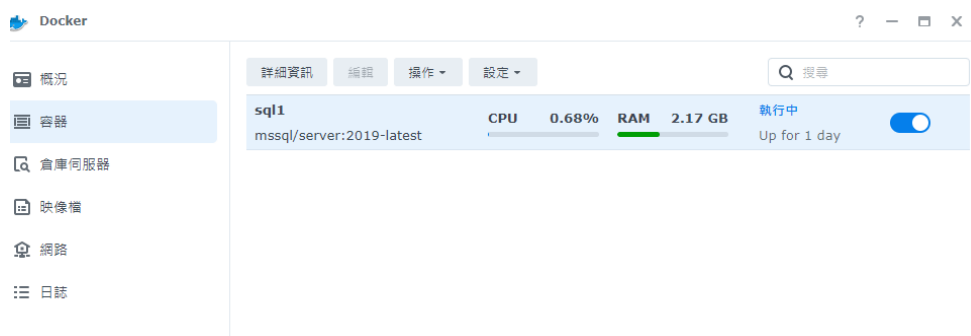 Docker
?
概況
容器
倉庫伺服器
映像檔
網路
日誌
詳細資訊 編輯 操作 設定 搜尋
sql1
mssql/server:2019-latest
CPU 0.68% RAM 2.17 GB
執行中
Up for 1 day